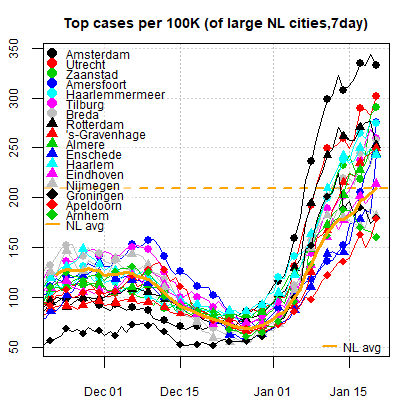 Top cases per 100K (of large NL cities,7day)
350
300
250
200
150
100
50
Amsterdam
Utrecht
Zaanstad
Amersfoort
Haarlemmermeer
Tilburg
Breda
Rotterdam
's-Gravenhage
Almere
Enschede
Haarlem
Eindhoven
Nijmegen
Groningen
Apeldoorn
Arnhem
NL avg
NL avg
Dec 01
Dec 15
Jan 01
Jan 15